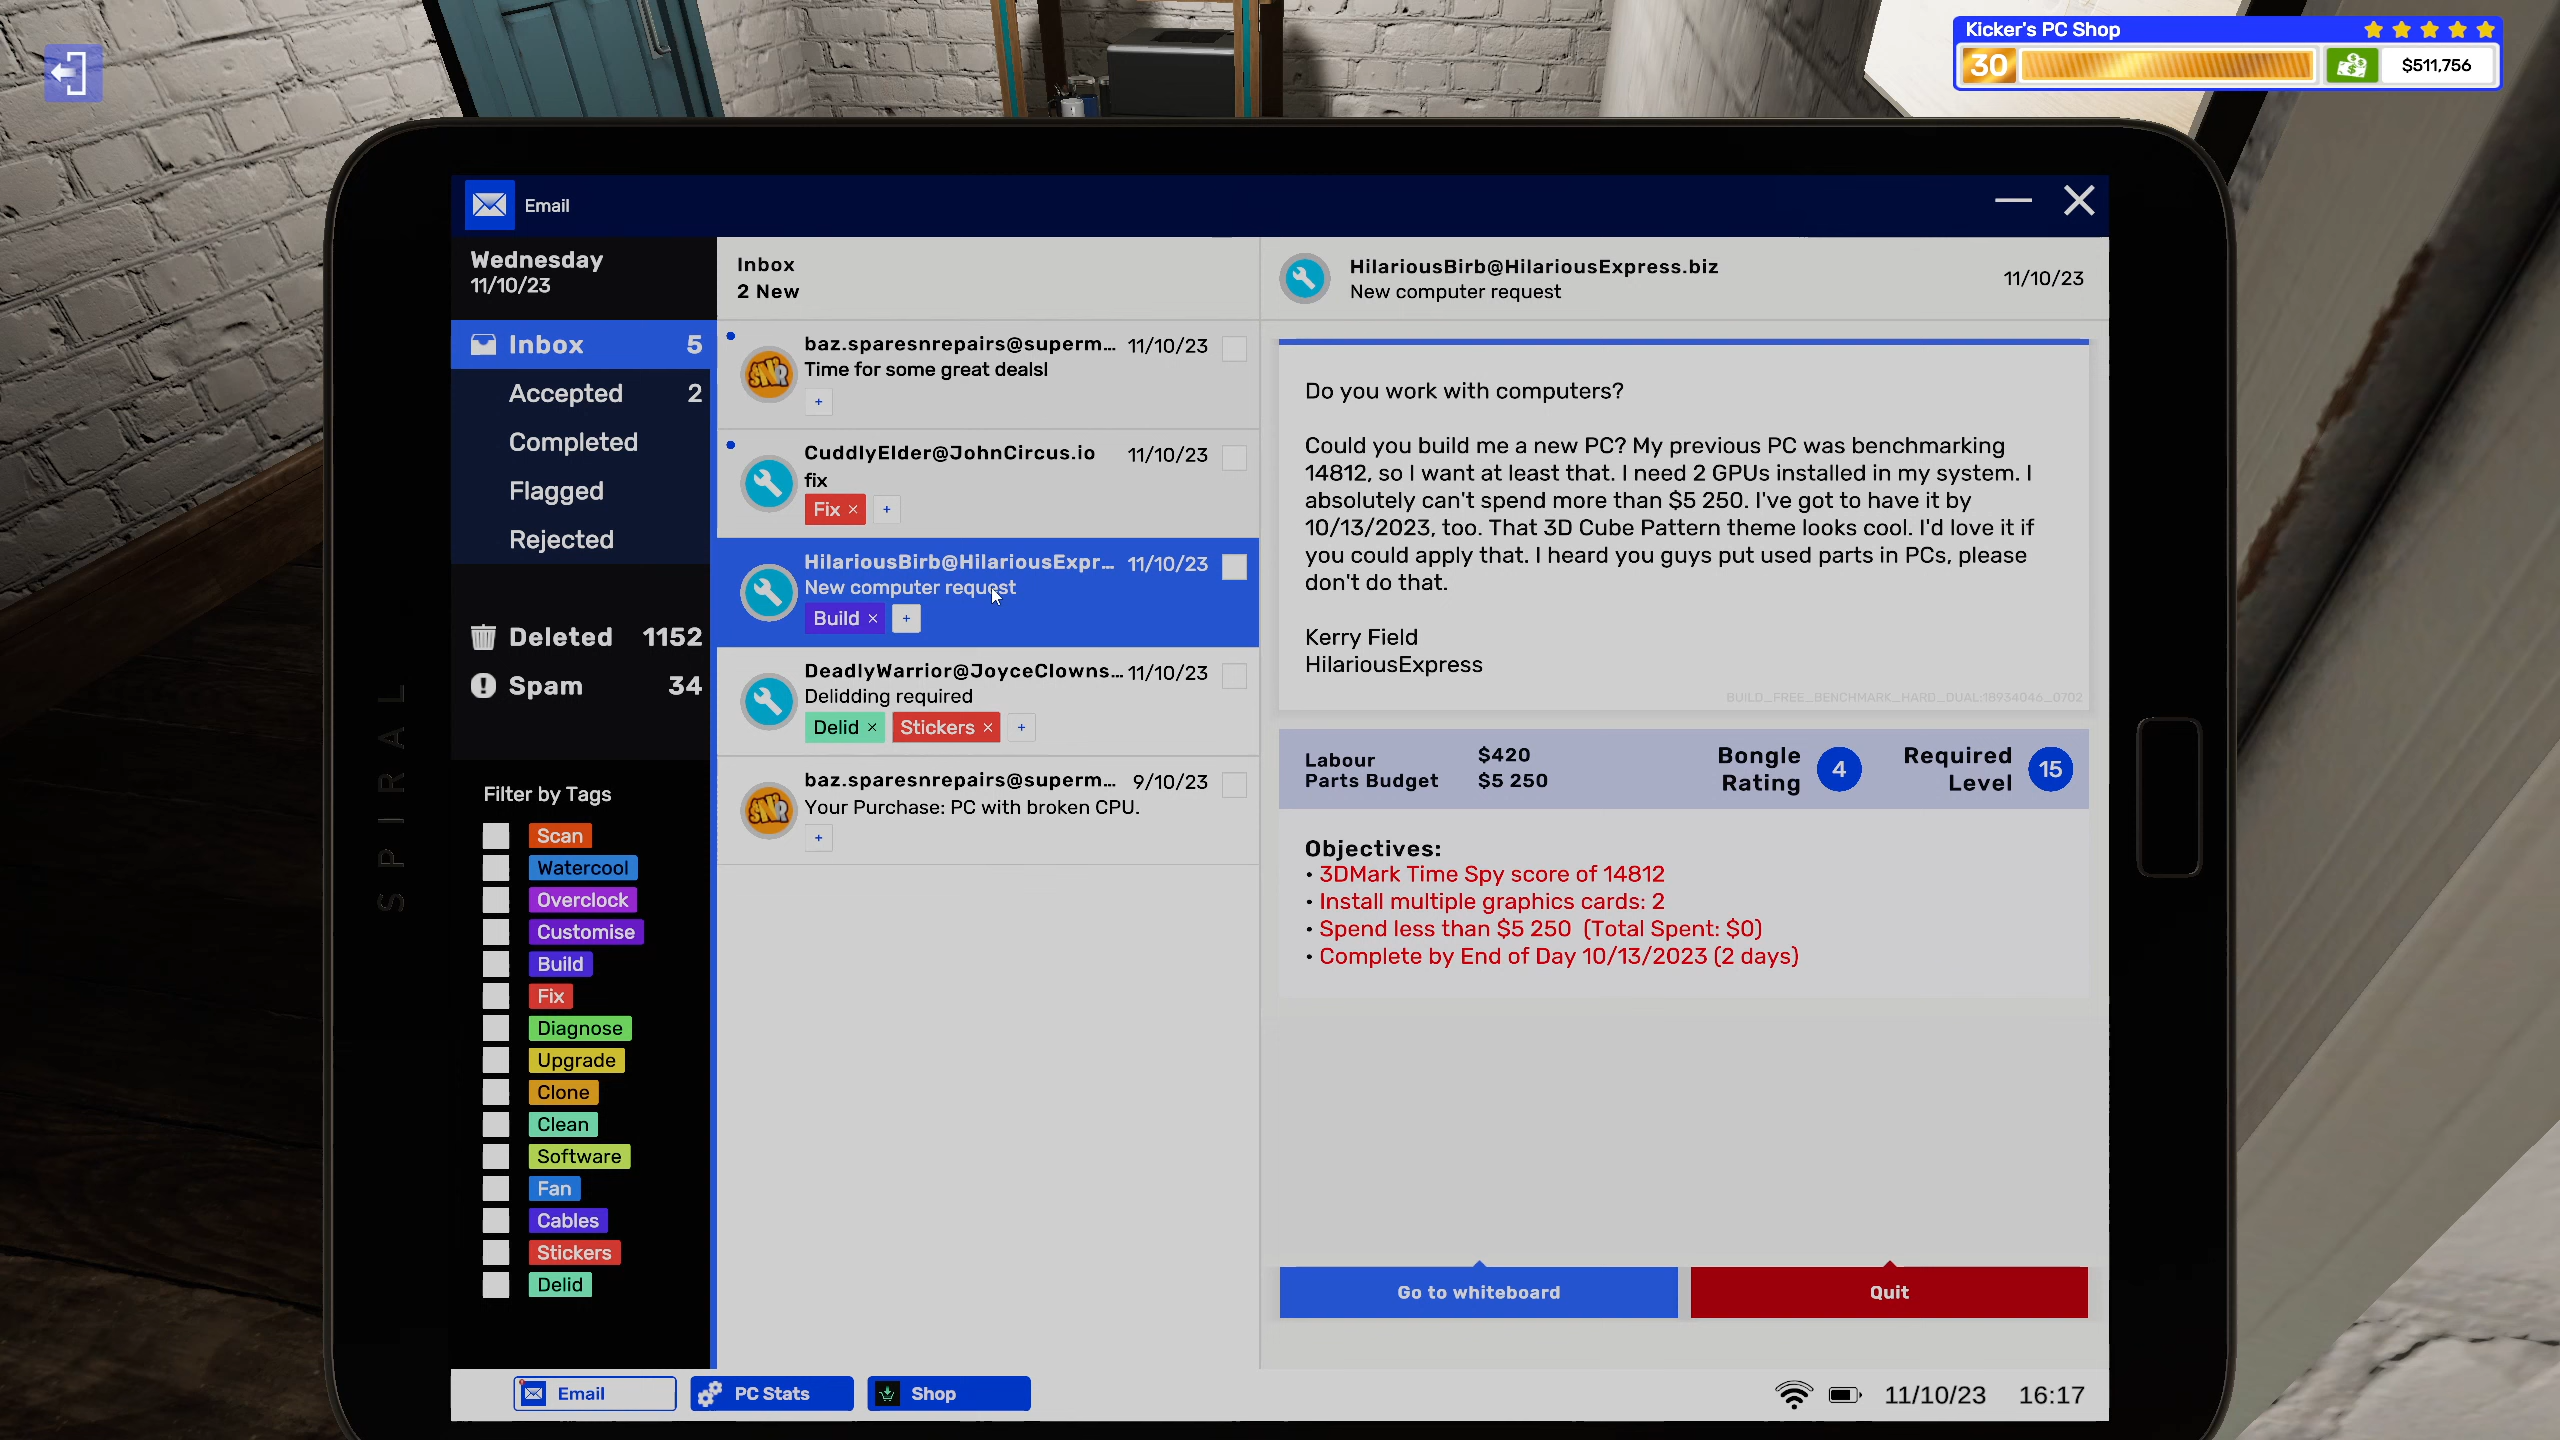 Kicker's PC Shop
30
$511,756
Email
Wednesday
11/10/23
Inbox 5
Accepted 2
Completed
Flagged
Rejected
Deleted 1152
Spam 34
Filter by Tags
Scan
Watercool
Overclock
Customise
Build
Fix
Diagnose
Upgrade
Clone
Clean
Software
Fan
Cables
Stickers
Delid
Inbox
2 New
baz.sparesnrepairs@superm... 11/10/23
SNR
Time for some great deals!
+
CuddlyElder@JohnCircus.io 11/10/23
fix
Fix × +
HilariousBirb@HilariousExpr... 11/10/23
New computer request
Build × +
DeadlyWarrior@JoyceClowns... 11/10/23
Delidding required
Delid × Stickers × +
baz.sparesnrepairs@superm... 9/10/23
SNR
Your Purchase: PC with broken CPU.
+
HilariousBirb@HilariousExpress.biz
New computer request
11/10/23
Do you work with computers?
Could you build me a new PC? My previous PC was benchmarking
14812, so I want at least that. I need 2 GPUs installed in my system. I
absolutely can't spend more than $5 250. I've got to have it by
10/13/2023, too. That 3D Cube Pattern theme looks cool. I'd love it if
you could apply that. I heard you guys put used parts in PCs, please
don't do that.
Kerry Field
HilariousExpress
BUILD_FREE_BENCHMARK_HARD_DUAL:18934046_0702
Labour $420
Parts Budget $5 250
Bongle
Rating
4
Required
Level
15
Objectives:
• 3DMark Time Spy score of 14812
• Install multiple graphics cards: 2
• Spend less than $5 250 (Total Spent: $0)
• Complete by End of Day 10/13/2023 (2 days)
Go to whiteboard
Quit
Email
PC Stats
Shop
11/10/23 16:17
SPIRAL